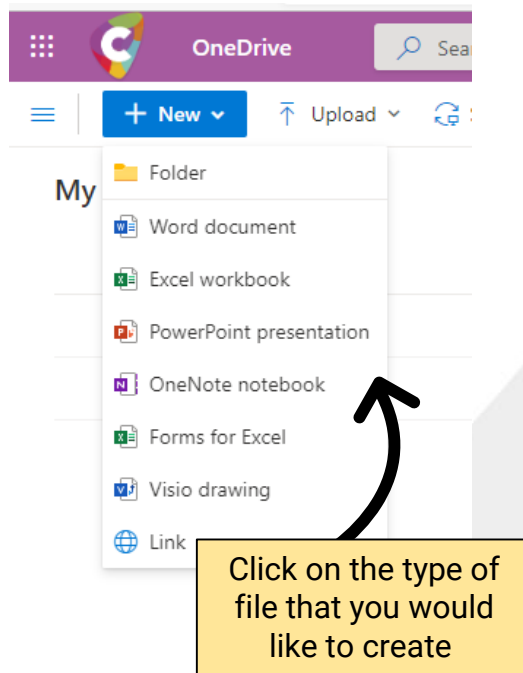 OneDrive
New
Upload
My
Folder
Word document
Excel workbook
PowerPoint presentation
OneNote notebook
Forms for Excel
Visio drawing
Link
Click on the type of
file that you would
like to create